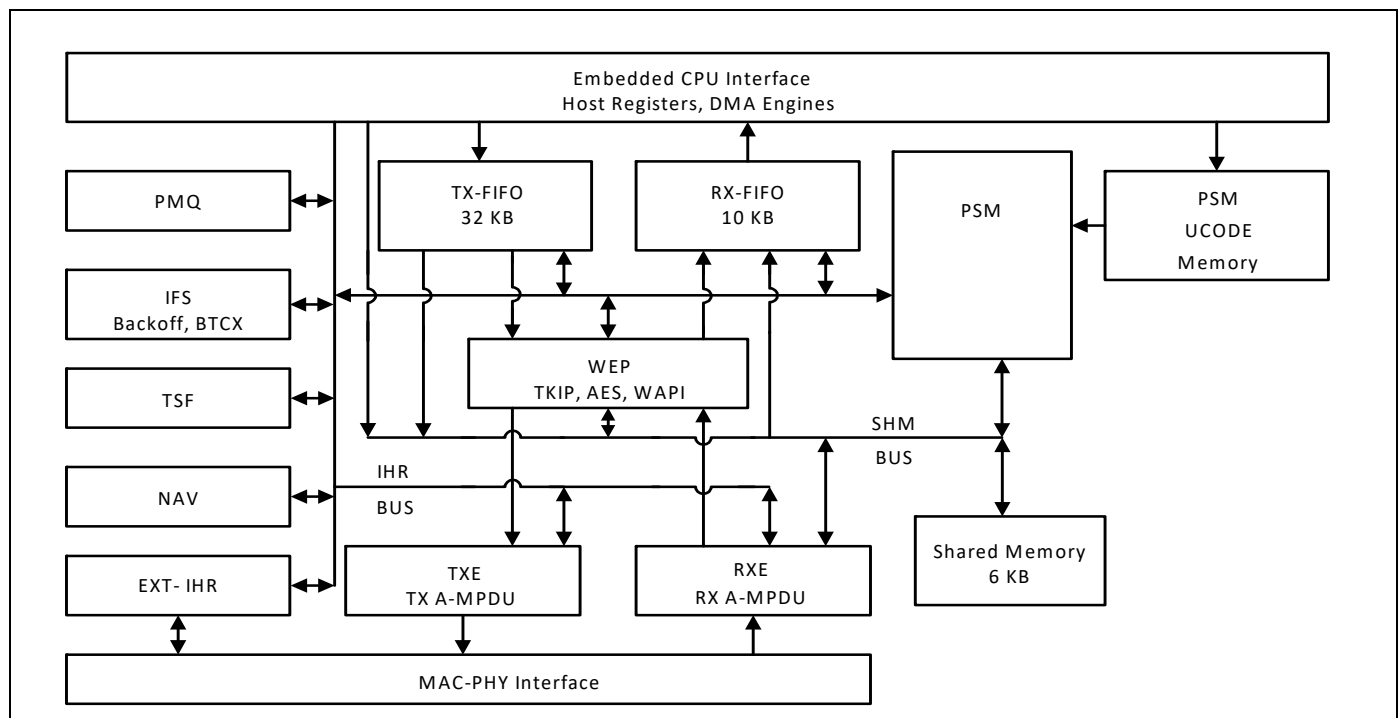 Embedded CPU Interface
Host Registers, DMA Engines
PMQ
TX-FIFO
32 KB
RX-FIFO
10 KB
PSM
PSM
UCODE
Memory
IFS
Backoff, BTCX
WEP
TKIP, AES, WAPI
TSF
SHM
BUS
IHR
BUS
NAV
Shared Memory
6 KB
EXT- IHR
TXE
TX A-MPDU
RXE
RX A-MPDU
MAC-PHY Interface